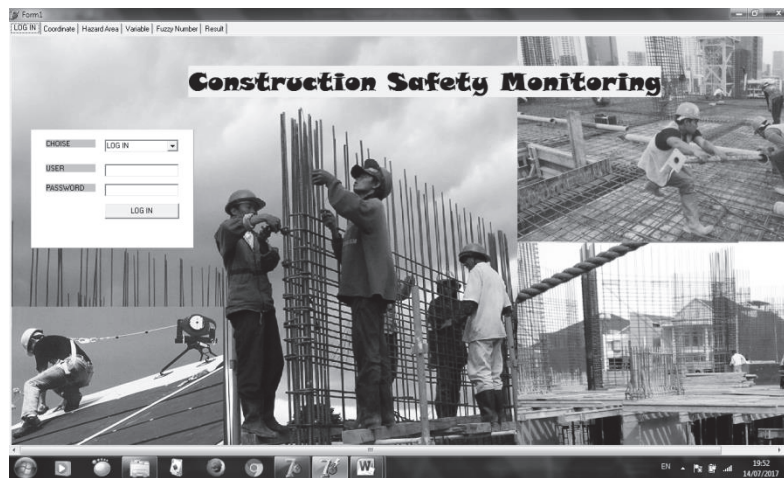 Form1
LOG IN Coordinate Hazard Area Variable Fuzzy Number Result
Construction Safety Monitoring
CHOISE LOG IN
USER
PASSWORD
LOG IN
EN 19:52
14/07/2017